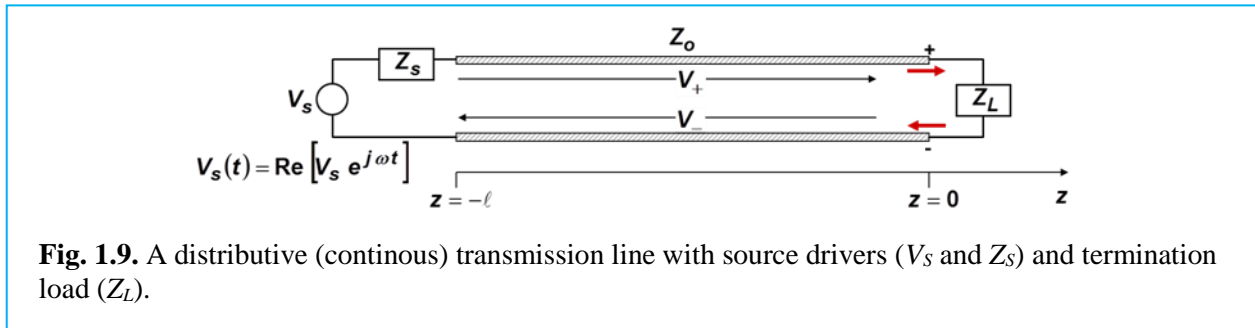 Z_o
+
Z_s
V_+
V_s
Z_L
V_-
-
V_s(t) = Re [V_s e^{jωt}]
z = -ℓ
z = 0
z
Fig. 1.9. A distributive (continous) transmission line with source drivers (V_S and Z_S) and termination
load (Z_L).